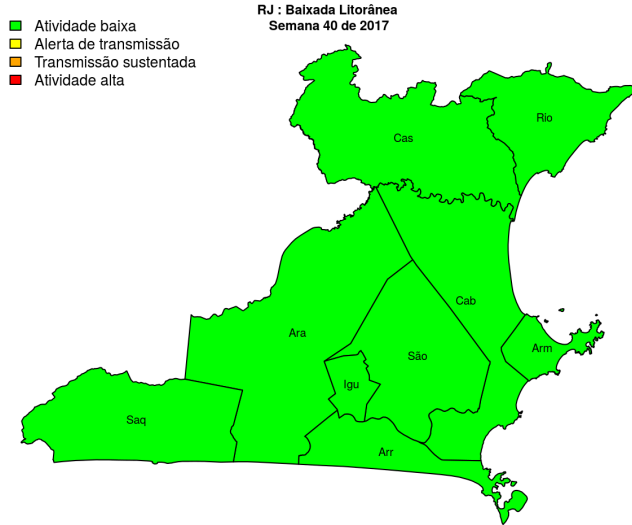 RJ : Baixada Litorânea
Semana 40 de 2017
Atividade baixa
Alerta de transmissão
Transmissão sustentada
Atividade alta
Rio
Cas
Cab
Ara
Arm
São
Igu
Saq
Arr